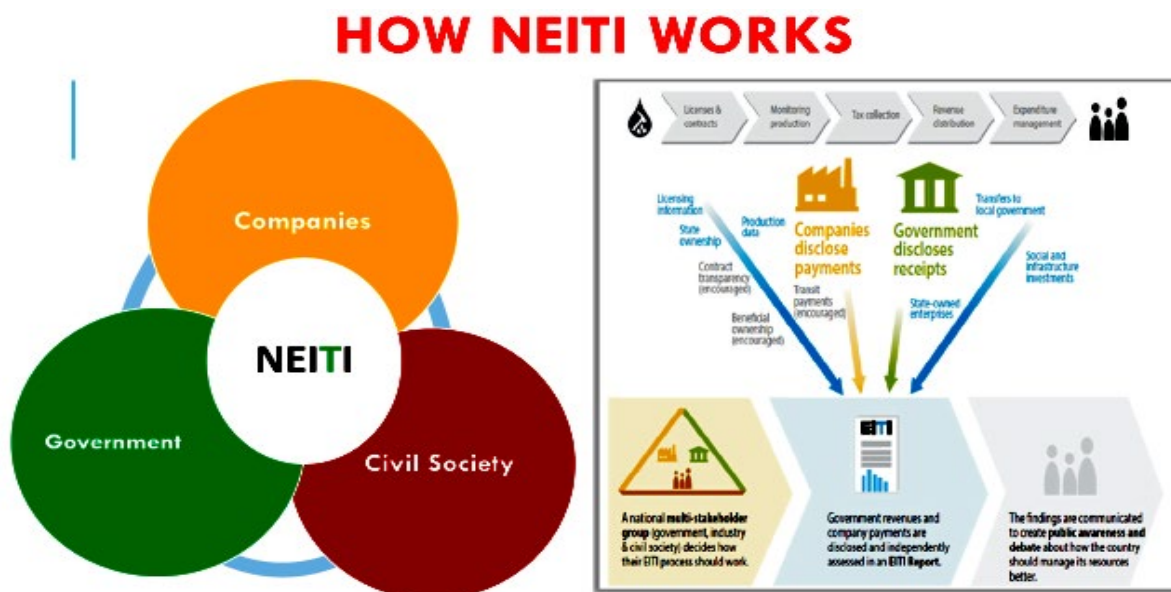 HOW NEITI WORKS
Companies
NEITI
Government
Civil Society
Licenses &
contracts
Monitoring
production
Tax collection
Revenue
distribution
Expenditure
management
Licensing
information
State
ownership
Production
data
Contract
transparency
(encouraged)
Beneficial
ownership
(encouraged)
Companies
disclose
payments
Transit
payments
(encouraged)
Government
discloses
receipts
State-owned
enterprises
Transfers to
local government
Social and
infrastructure
investments
A national multi-stakeholder
group (government, industry
& civil society) decides how
their EITI process should work.
EITI
Government revenues and
company payments are
disclosed and independently
assessed in an EITI Report.
The findings are communicated
to create public awareness and
debate about how the country
should manage its resources
better.